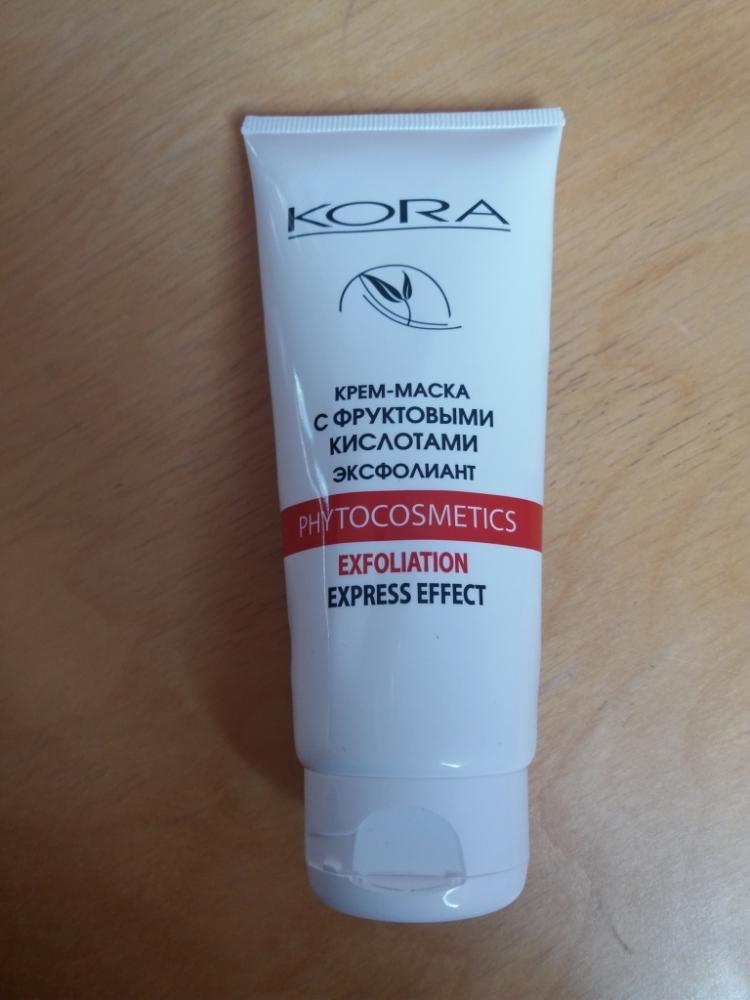 KORA
КРЕМ-МАСКА
С ФРУКТОВЫМИ
КИСЛОТАМИ
ЭКСФОЛИАНТ
PHYTOCOSMETICS
EXFOLIATION
EXPRESS EFFECT